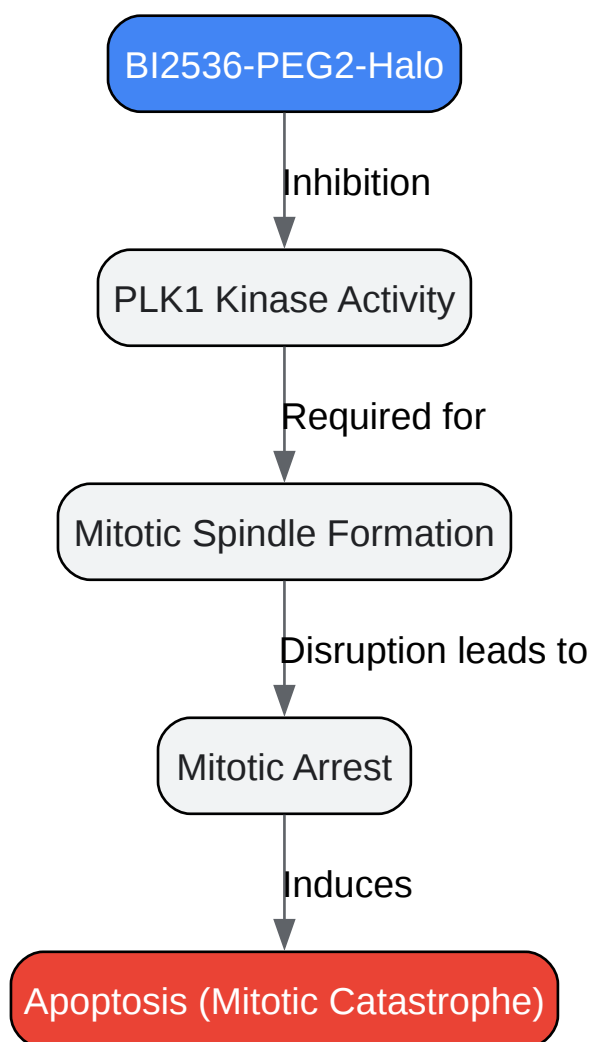 BI2536-PEG2-Halo
Inhibition
PLK1 Kinase Activity
Required for
Mitotic Spindle Formation
Disruption leads to
Mitotic Arrest
Induces
Apoptosis (Mitotic Catastrophe)